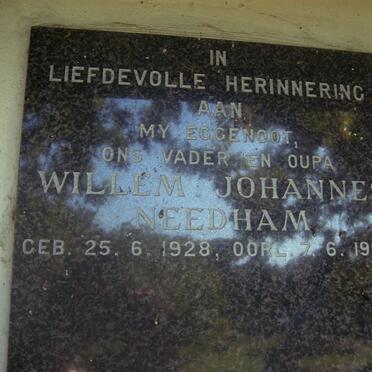 IN
LIEFDEVOLLE HERINNERING
AAN
MY EGGENOOT,
ONS VADER EN OUPA
WILLEM JOHANNES
NEEDHAM
GEB. 25. 6. 1928, OORL. 7. 6. 19